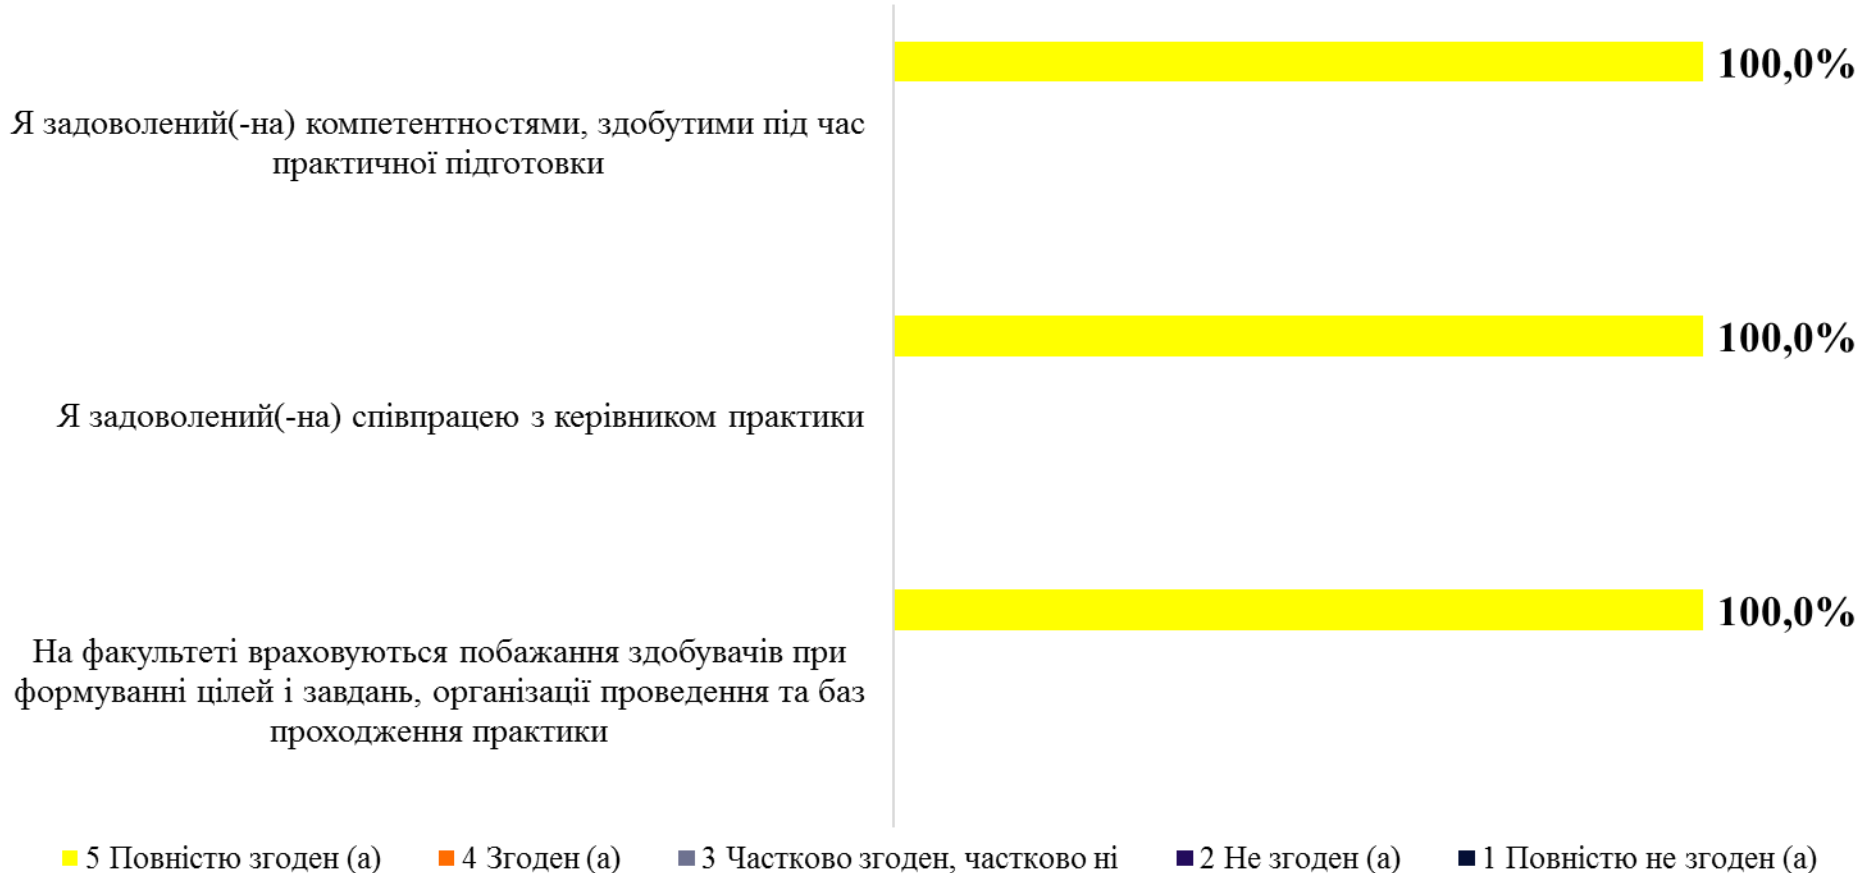 100,0%
Я задоволений(-на) компетентностями, здобутими під час
практичної підготовки
100,0%
Я задоволений(-на) співпрацею з керівником практики
100,0%
На факультеті враховуються побажання здобувачів при
формуванні цілей і завдань, організації проведення та баз
проходження практики
5 Повністю згоден (а) 4 Згоден (а) 3 Частково згоден, частково ні 2 Не згоден (а) 1 Повністю не згоден (а)